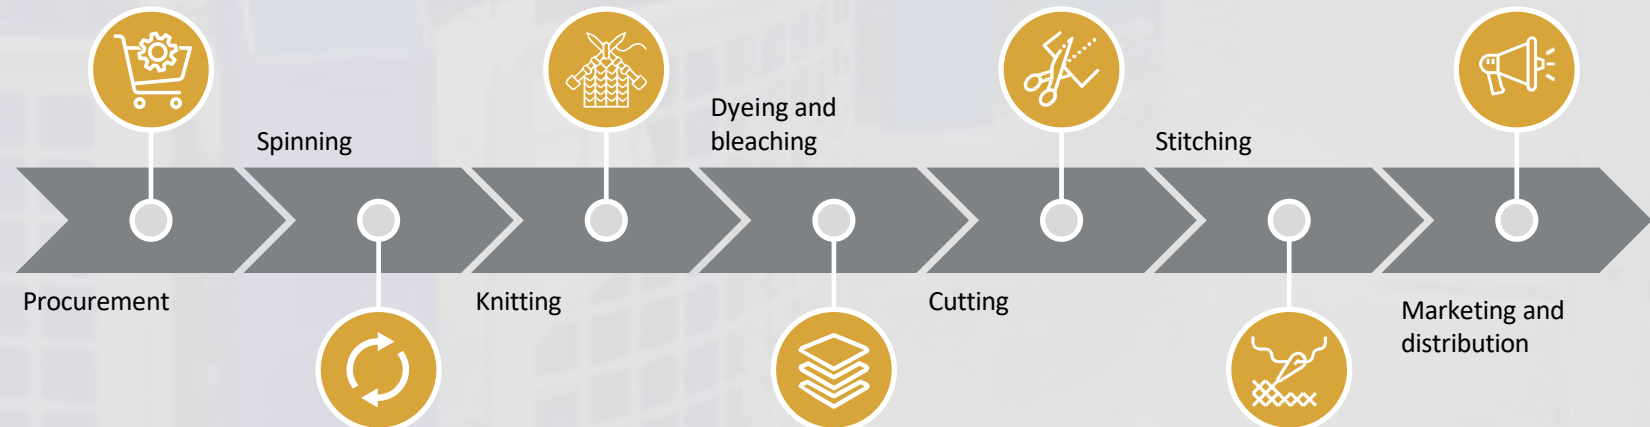 Procurement
Spinning
Knitting
Dyeing and
bleaching
Cutting
Stitching
Marketing and
distribution